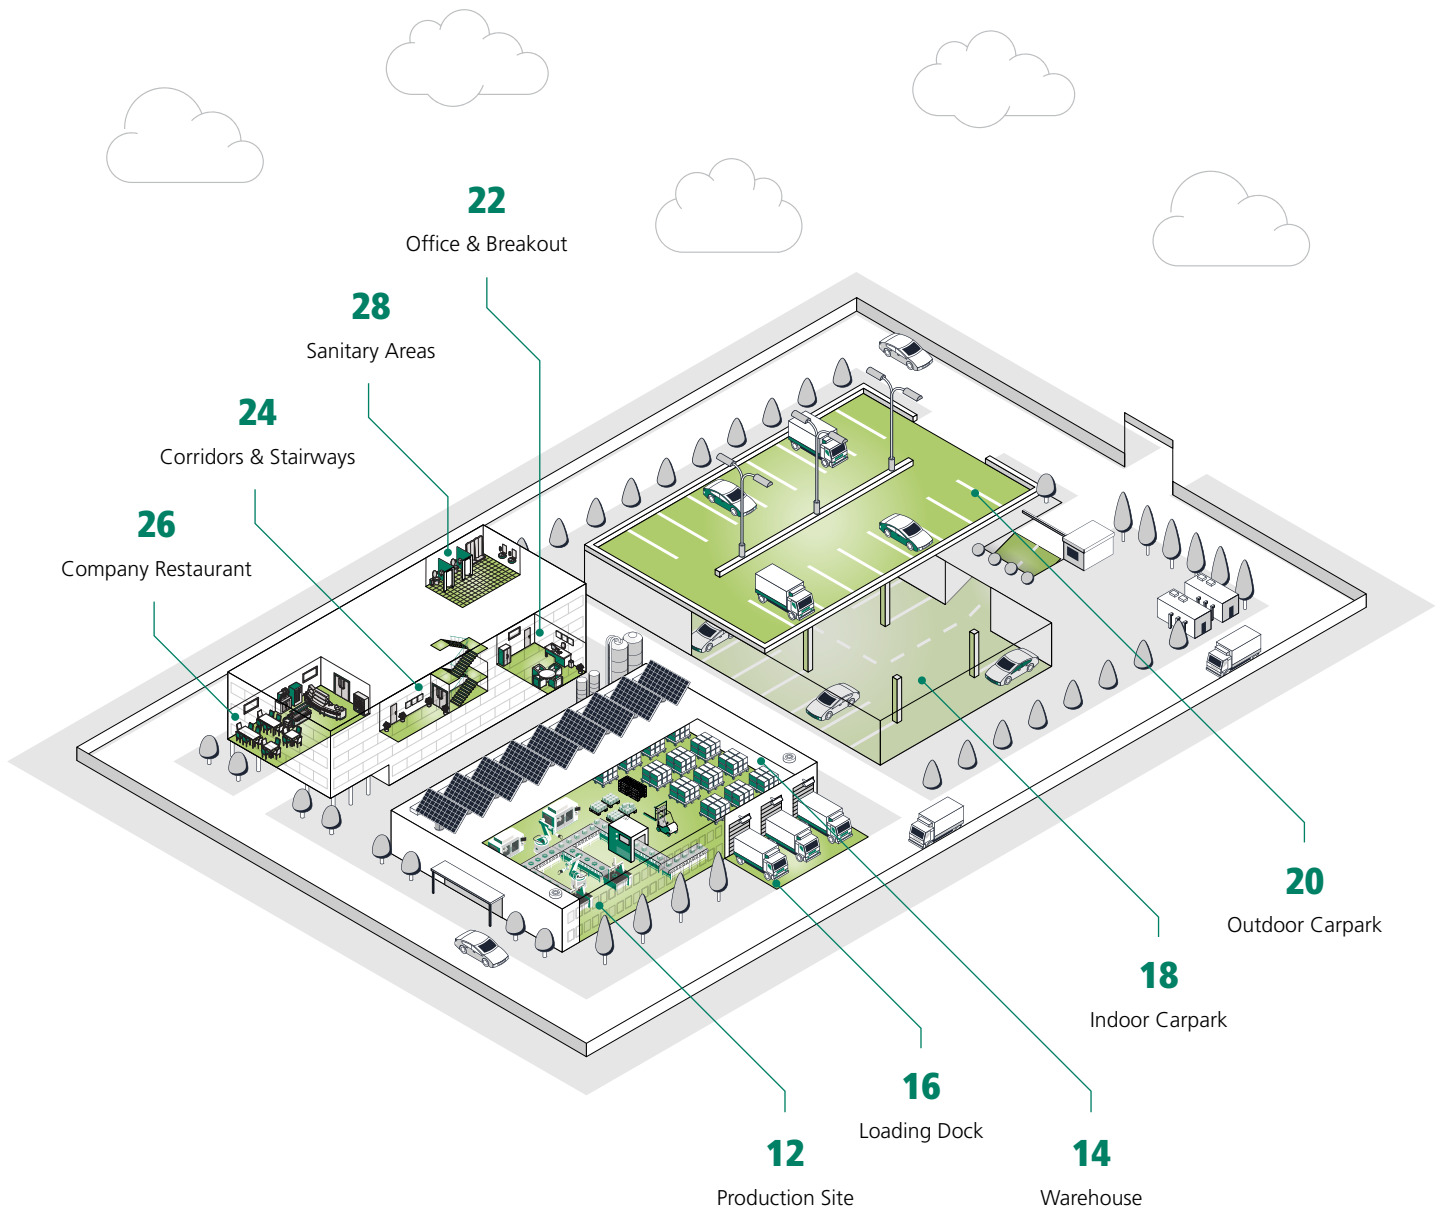 22
Office & Breakout
28
Sanitary Areas
24
Corridors & Stairways
26
Company Restaurant
20
Outdoor Carpark
18
Indoor Carpark
16
Loading Dock
12
Production Site
14
Warehouse